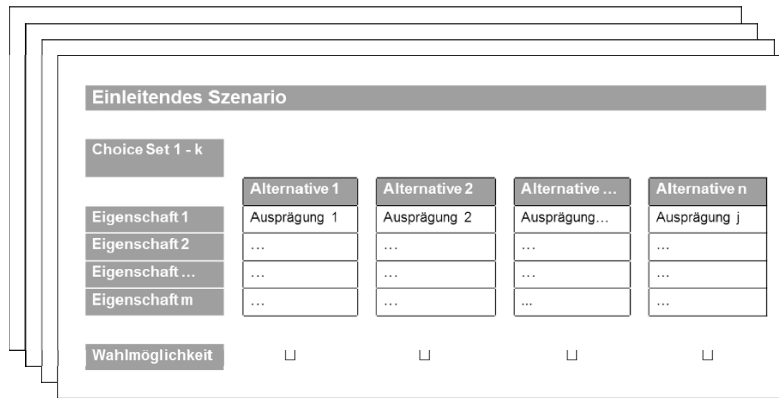 Einleitendes Szenario
Choice Set 1 - k
Alternative 1 Alternative 2 Alternative ... Alternative n
Eigenschaft 1 Ausprägung 1 Ausprägung 2 Ausprägung... Ausprägung j
Eigenschaft 2 ... ... ... ...
Eigenschaft ... ... ... ... ...
Eigenschaft m ... ... ... ...
Wahlmöglichkeit